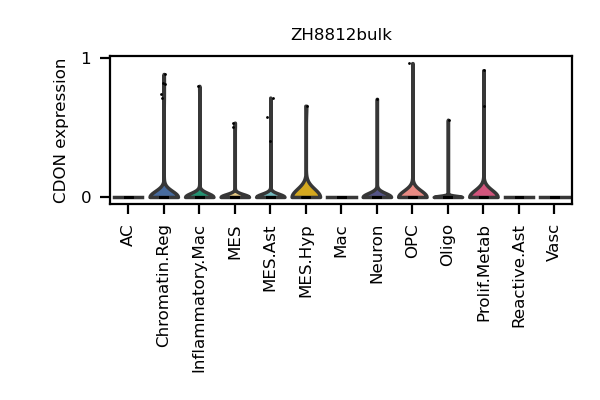 ZH8812bulk
CDON expression
1
0
AC
Chromatin.Reg
Inflammatory.Mac
MES
MES.Ast
MES.Hyp
Mac
Neuron
OPC
Oligo
Prolif.Metab
Reactive.Ast
Vasc